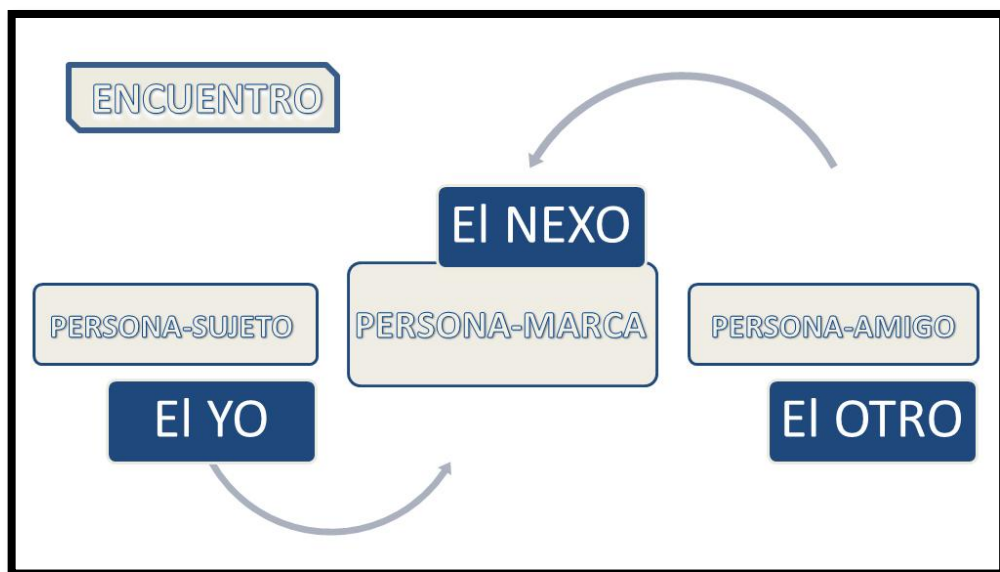 ENCUENTRO
El NEXO
PERSONA-SUJETO
PERSONA-MARCA
PERSONA-AMIGO
El YO
El OTRO